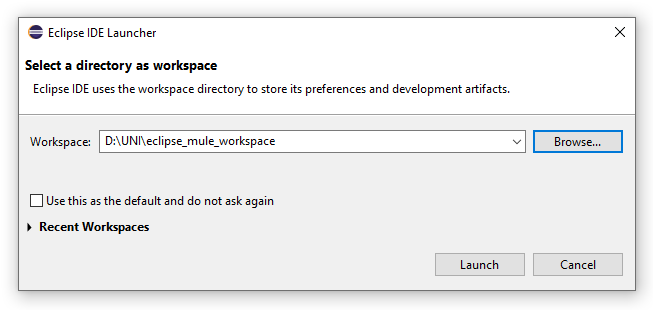 Eclipse IDE Launcher
Select a directory as workspace
Eclipse IDE uses the workspace directory to store its preferences and development artifacts.
Workspace: D:\UNI\eclipse_mule_workspace Browse...
Use this as the default and do not ask again
Recent Workspaces
Launch Cancel